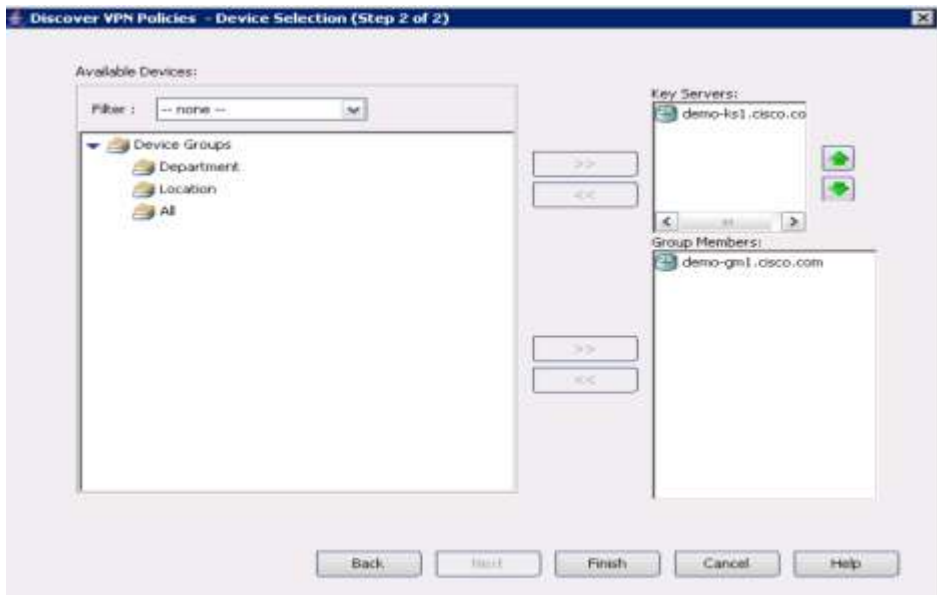 Discover VPN Policies - Device Selection (Step 2 of 2)
Available Devices:
Filter : -- none --
Device Groups
Department
Location
All
>>
<<
Key Servers:
demo-ks1.cisco.co
Group Members:
demo-gm1.cisco.com
>>
<<
Back
Next
Finish
Cancel
Help